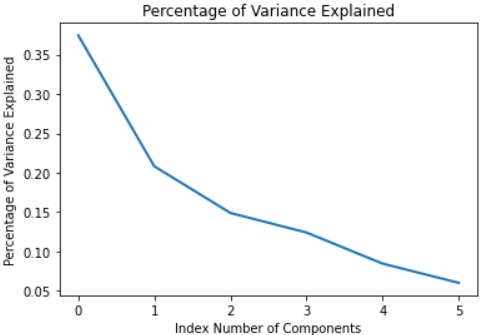 Percentage of Variance Explained
Percentage of Variance Explained
0.35
0.30
0.25
0.20
0.15
0.10
0.05
0 1 2 3 4 5
Index Number of Components